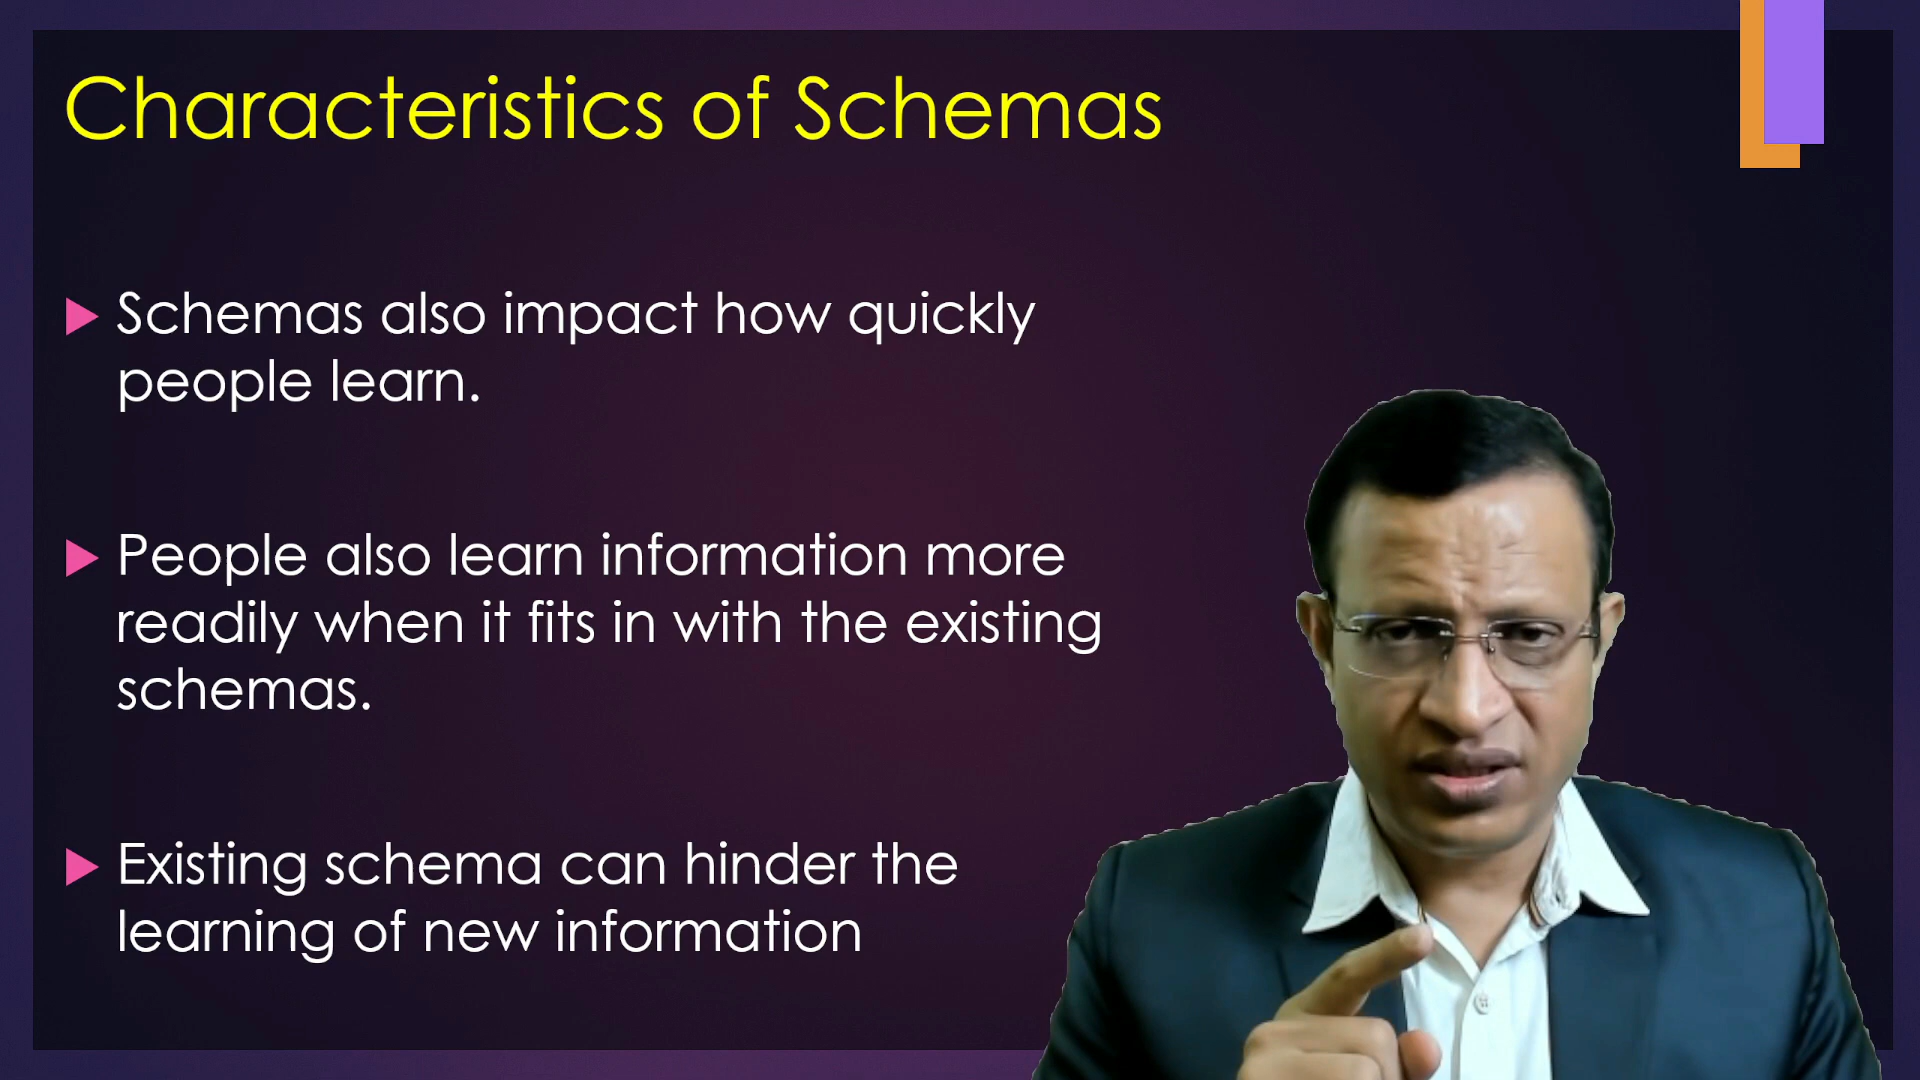 Characteristics of Schemas
Schemas also impact how quickly
people learn.
People also learn information more
readily when it fits in with the existing
schemas.
Existing schema can hinder the
learning of new information